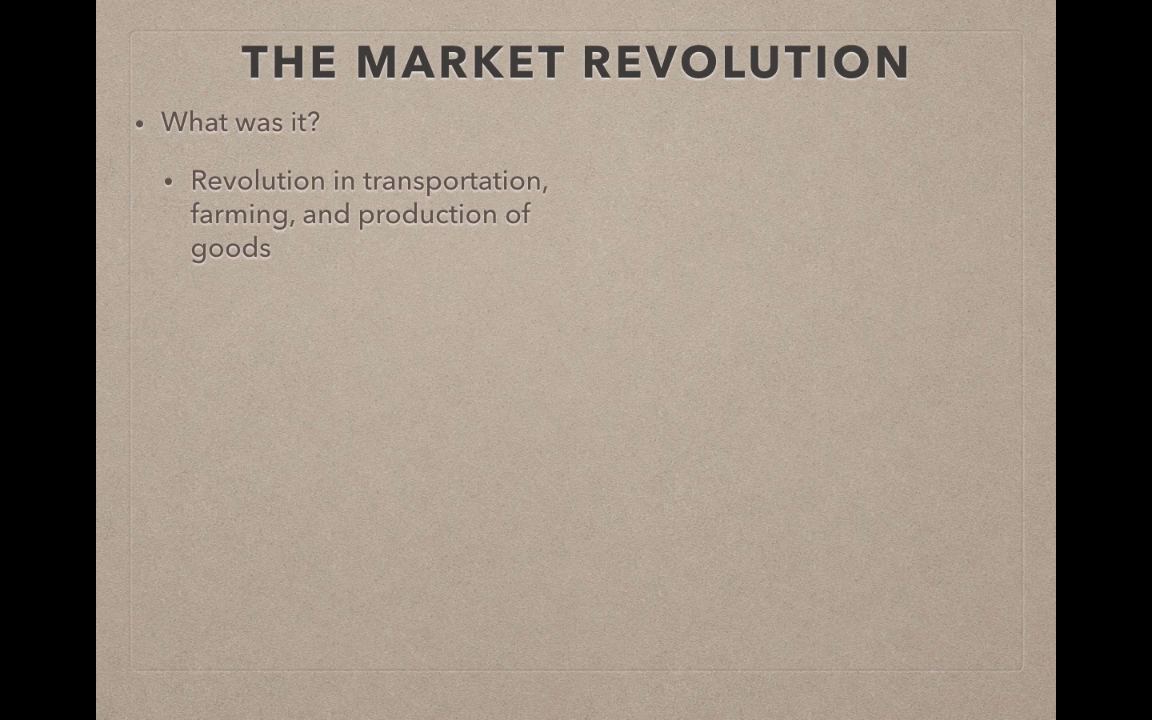 THE MARKET REVOLUTION
• What was it?
• Revolution in transportation,
farming, and production of
goods